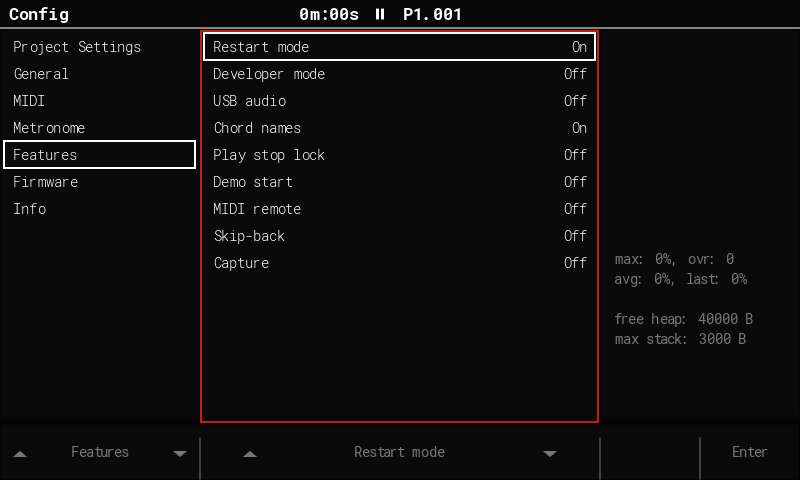 Config 0m:00s P1.001
Project Settings
General
MIDI
Metronome
Features
Firmware
Info
Restart mode On
Developer mode Off
USB audio Off
Chord names On
Play stop lock Off
Demo start Off
MIDI remote Off
Skip-back Off
Capture Off
max: 0%, ovr: 0
avg: 0%, last: 0%
free heap: 40000 B
max stack: 3000 B
Features Restart mode Enter